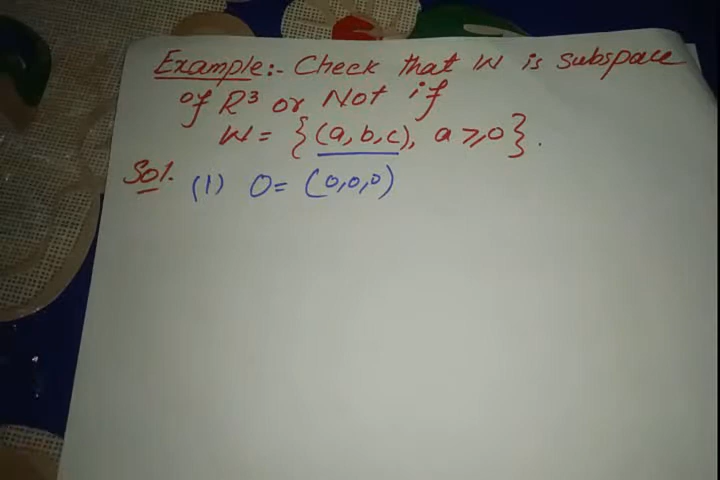 Example:- Check that W is subspace
of R³ or Not if
W = {(a,b,c), a ≥ 0}.
Sol. (1) 0 = (0,0,0)